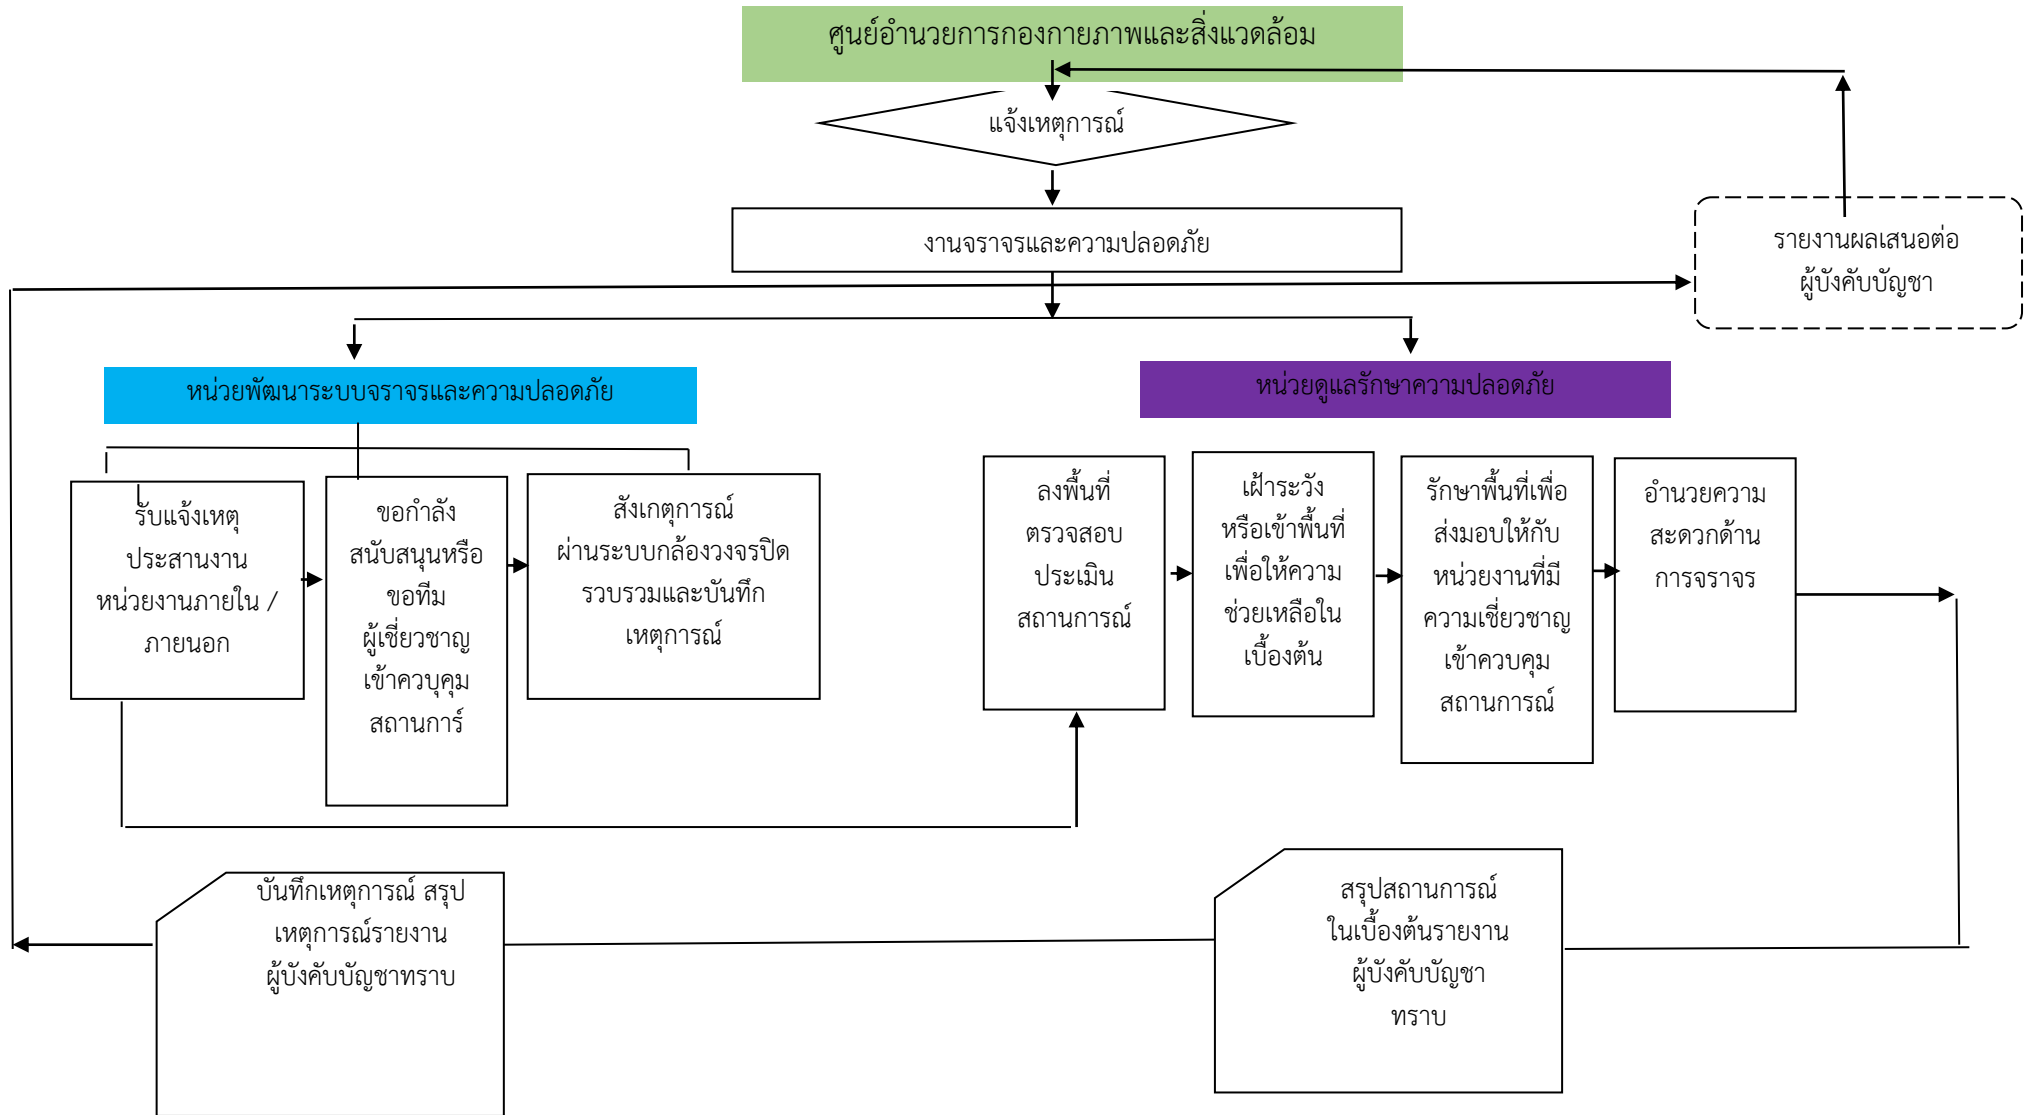 ศูนย์อำนวยการกองกายภาพและสิ่งแวดล้อม
แจ้งเหตุการณ์
งานจราจรและความปลอดภัย
รายงานผลเสนอต่อ
ผู้บังคับบัญชา
หน่วยพัฒนาระบบจราจรและความปลอดภัย
หน่วยดูแลรักษาความปลอดภัย
รับแจ้งเหตุ
ประสานงาน
หน่วยงานภายใน /
ภายนอก
ขอกำลัง
สนับสนุนหรือ
ขอทีม
ผู้เชี่ยวชาญ
เข้าควบุคุม
สถานการ์
สังเกตุการณ์
ผ่านระบบกล้องวงจรปิด
รวบรวมและบันทึก
เหตุการณ์
ลงพื้นที่
ตรวจสอบ
ประเมิน
สถานการณ์
เฝ้าระวัง
หรือเข้าพื้นที่
เพื่อให้ความ
ช่วยเหลือใน
เบื้องต้น
รักษาพื้นที่เพื่อ
ส่งมอบให้กับ
หน่วยงานที่มี
ความเชี่ยวชาญ
เข้าควบคุม
สถานการณ์
อำนวยความ
สะดวกด้าน
การจราจร
บันทึกเหตุการณ์ สรุป
เหตุการณ์รายงาน
ผู้บังคับบัญชาทราบ
สรุปสถานการณ์
ในเบื้องต้นรายงาน
ผู้บังคับบัญชา
ทราบ